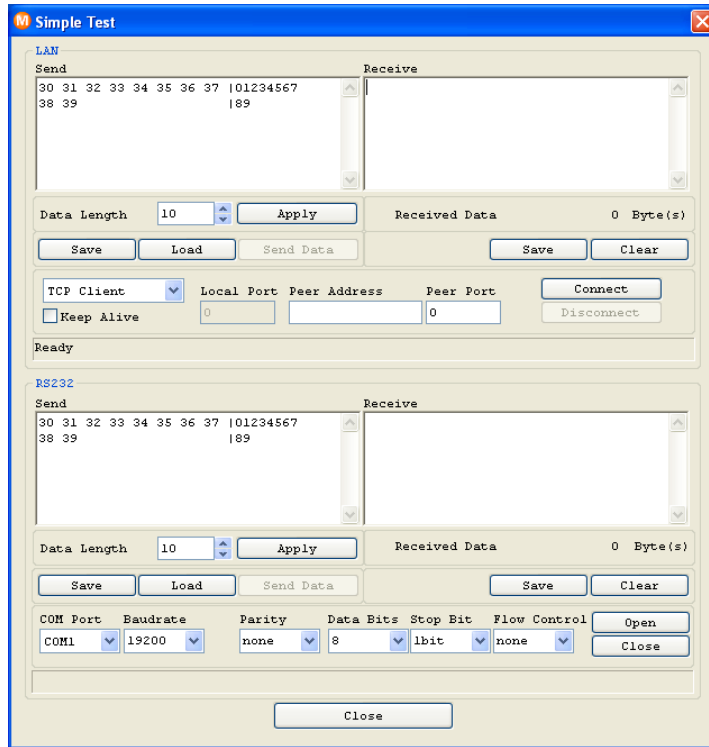 M Simple Test
LAN
Send Receive
30 31 32 33 34 35 36 37 |01234567
38 39 |89
Data Length 10 Apply Received Data 0 Byte(s)
Save Load Send Data Save Clear
TCP Client Local Port Peer Address Peer Port Connect
Keep Alive 0 0 Disconnect
Ready
RS232
Send Receive
30 31 32 33 34 35 36 37 |01234567
38 39 |89
Data Length 10 Apply Received Data 0 Byte(s)
Save Load Send Data Save Clear
COM Port Baudrate Parity Data Bits Stop Bit Flow Control Open
COM1 19200 none 8 1bit none Close
Close